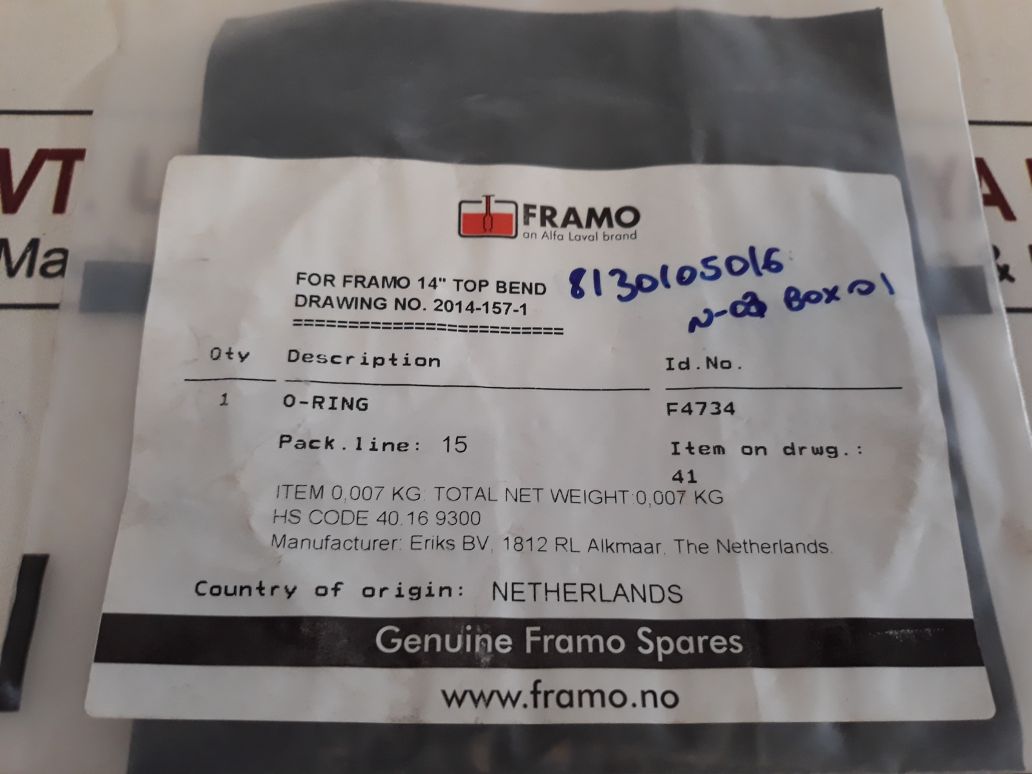 FRAMO
an Alfa Laval brand
FOR FRAMO 14" TOP BEND
DRAWING NO. 2014-157-1
==========================
8130105016
BOX 01
Qty Description Id.No.
1 O-RING F4734
Pack.line: 15 Item on drwg.:
41
ITEM 0,007 KG. TOTAL NET WEIGHT:0,007 KG
HS CODE 40.16 9300
Manufacturer: Eriks BV, 1812 RL Alkmaar, The Netherlands.
Country of origin: NETHERLANDS
Genuine Framo Spares
www.framo.no
VT
Ma
YA
&